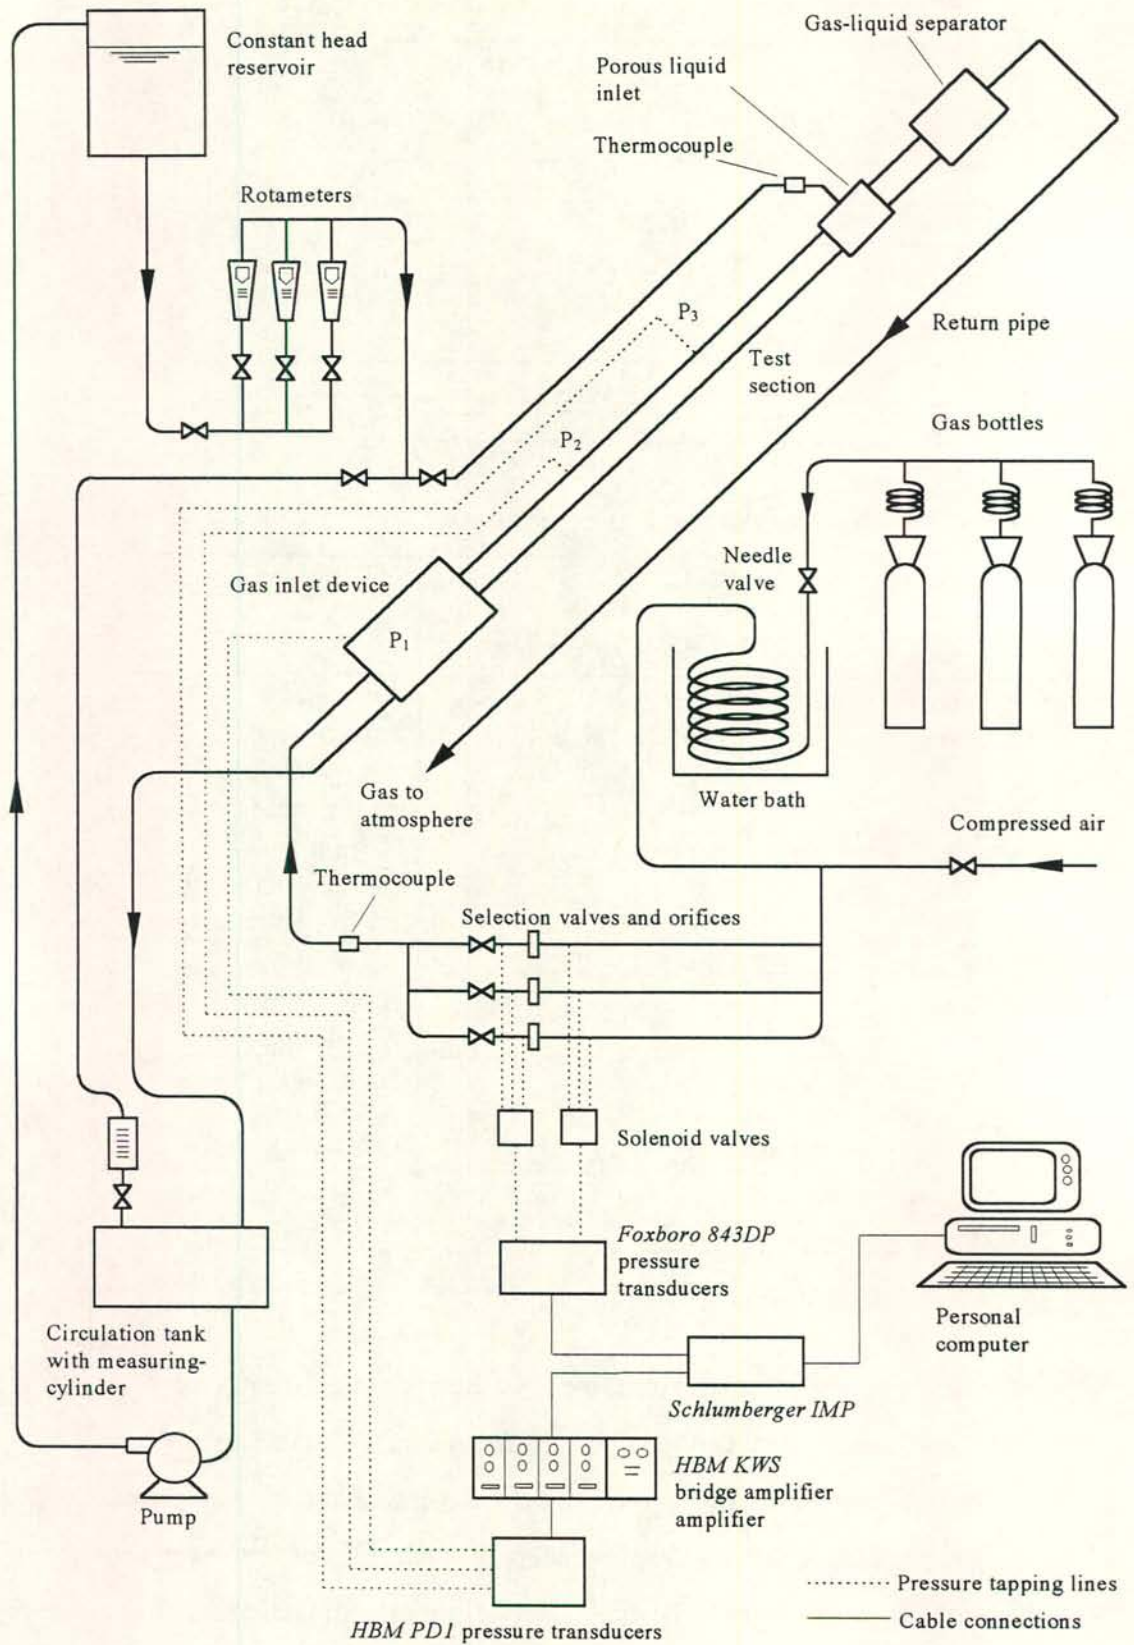 Constant head
reservoir
Gas-liquid separator
Porous liquid
inlet
Thermocouple
Rotameters
P3
Return pipe
Test
section
P2
Gas bottles
Needle
valve
Gas inlet device
P1
Gas to
atmosphere
Water bath
Compressed air
Thermocouple
Selection valves and orifices
Solenoid valves
Foxboro 843DP
pressure
transducers
Personal
computer
Circulation tank
with measuring-
cylinder
Schlumberger IMP
HBM KWS
bridge amplifier
amplifier
Pump
Pressure tapping lines
Cable connections
HBM PD1 pressure transducers